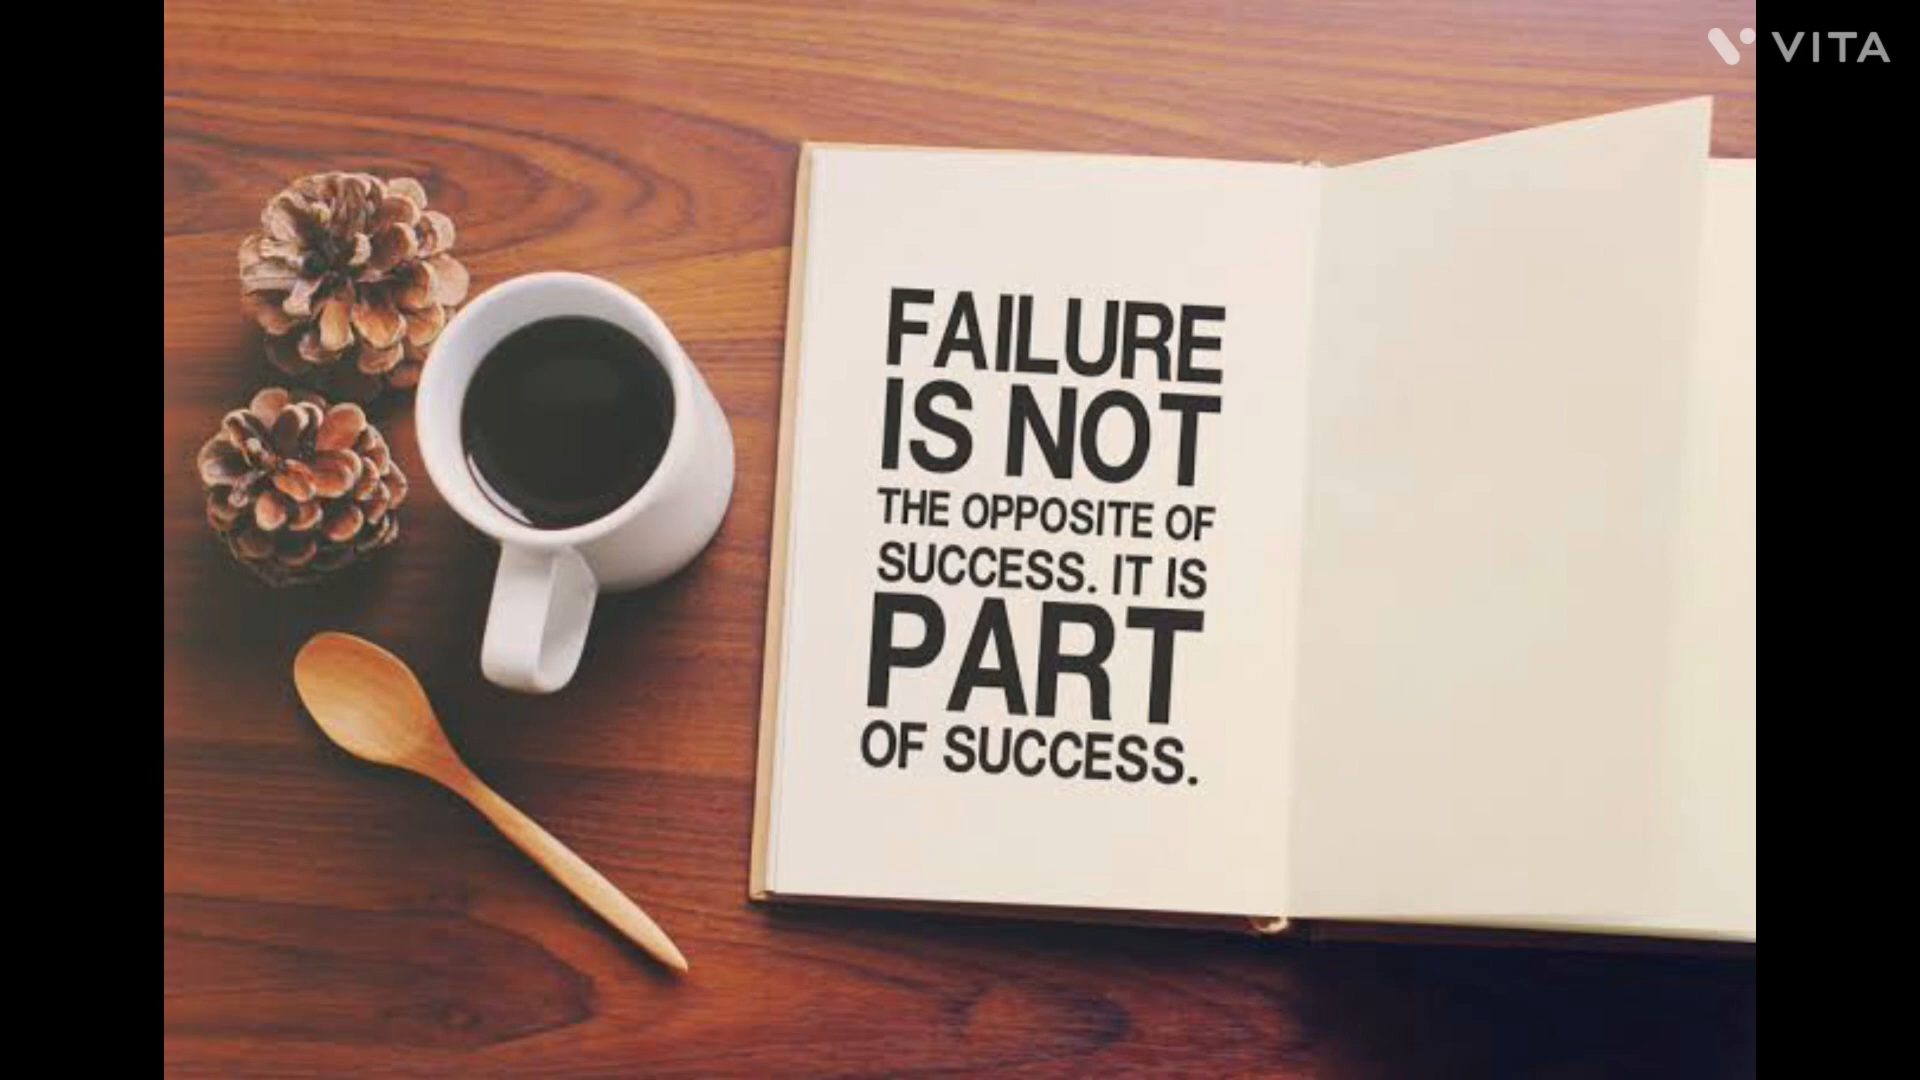 VITA
FAILURE
IS NOT
THE OPPOSITE OF
SUCCESS. IT IS
PART
OF SUCCESS.